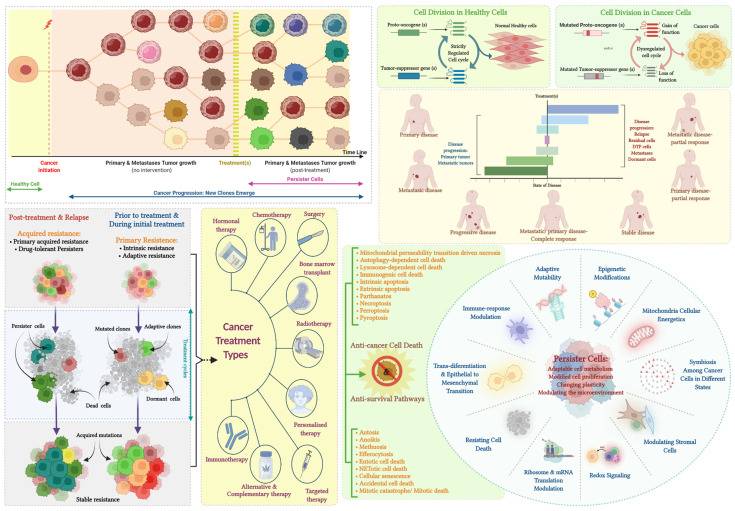 Cancer
initiation
Primary & Metastases Tumor growth
(no intervention)
Treatment(s)
Primary & Metastases Tumor growth
(post-treatment)
Time Line
Persister Cells
Healthy Cell
Cancer Progression: New Clones Emerge
Cell Division in Healthy Cells
Proto-oncogene (s)
Normal Healthy cells
Strictly
Regulated
Cell cycle
Tumor-suppressor gene (s)
Cell Division in Cancer Cells
Mutated Proto-oncogene (s)
Gain of
function
Cancer cells
and/or
Dysregulated
cell cycle
Mutated Tumor-suppressor gene (s)
Loss of
function
Treatment(s)
Primary disease
Metastatic disease
Disease
progression:
Primary tumor
Metastatic tumors
Disease
progression:
Relapse
Residual cells
DTP cells
Metastases
Dormant cells
Metastatic disease-
partial response
Primary disease-
partial response
State of Disease
Progressive disease
Metastatic/ primary disease-
Complete response
Stable disease
Post-treatment & Relapse
Acquired resistance:
• Primary acquired resistance
• Drug-tolerant Persisters
Prior to treatment &
During initial treatment
Primary Resistence:
• Intrinsic resistance
• Adaptive resistance
Persister cells
Mutated clones
Adaptive clones
Dead cells
Dormant cells
Treatment cycles
Acquired mutations
Stable resistance
Cancer
Treatment
Types
Hormonal
therapy
Chemotherapy
Surgery
Bone marrow
transplant
Radiotherapy
Personalized
therapy
Targeted
therapy
Alternative &
Complementary therapy
Immunotherapy
• Mitochondrial permeability transition driven necrosis
• Autophagy-dependent cell death
• Lysosome-dependent cell death
• Immunogenic cell death
• Intrinsic apoptosis
• Extrinsic apoptosis
• Parthanatos
• Necroptosis
• Ferroptosis
• Pyroptosis
Anti-cancer Cell Death
&
Anti-survival Pathways
• Autosis
• Anoikis
• Methuosis
• Efferocytosis
• Entotic cell death
• NETotic cell death
• Cellular senescence
• Accidental cell death
• Mitotic catastrophe/ Mitotic death
Persister Cells:
Adaptable cell metabolism
Modified cell proliferation
Changing plasticity
Modulating the microenvironment
Adaptive
Mutability
Epigenetic
Modifications
Mitochondria Cellular
Energetics
Symbiosis
Among Cancer
Cells in Different
States
Modulating Stromal
Cells
Redox Signaling
Ribosome & mRNA
Translation
Modulation
Resisting Cell
Death
Trans-diferentiation
& Epithelial to
Mesenchymal
Transition
Immune-response
Modulation